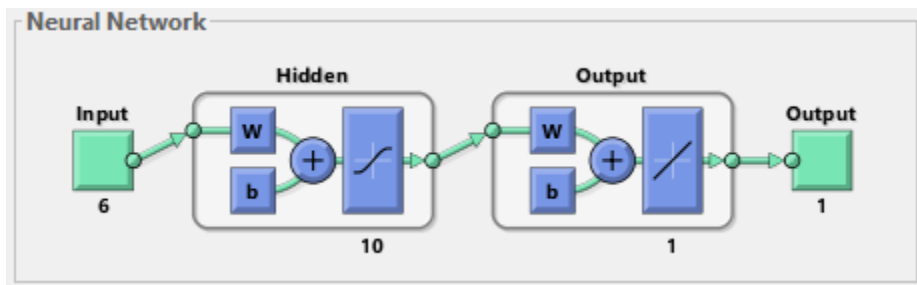 Neural Network
Hidden Output
Input Output
W W
+ +
b b
6 1
10 1